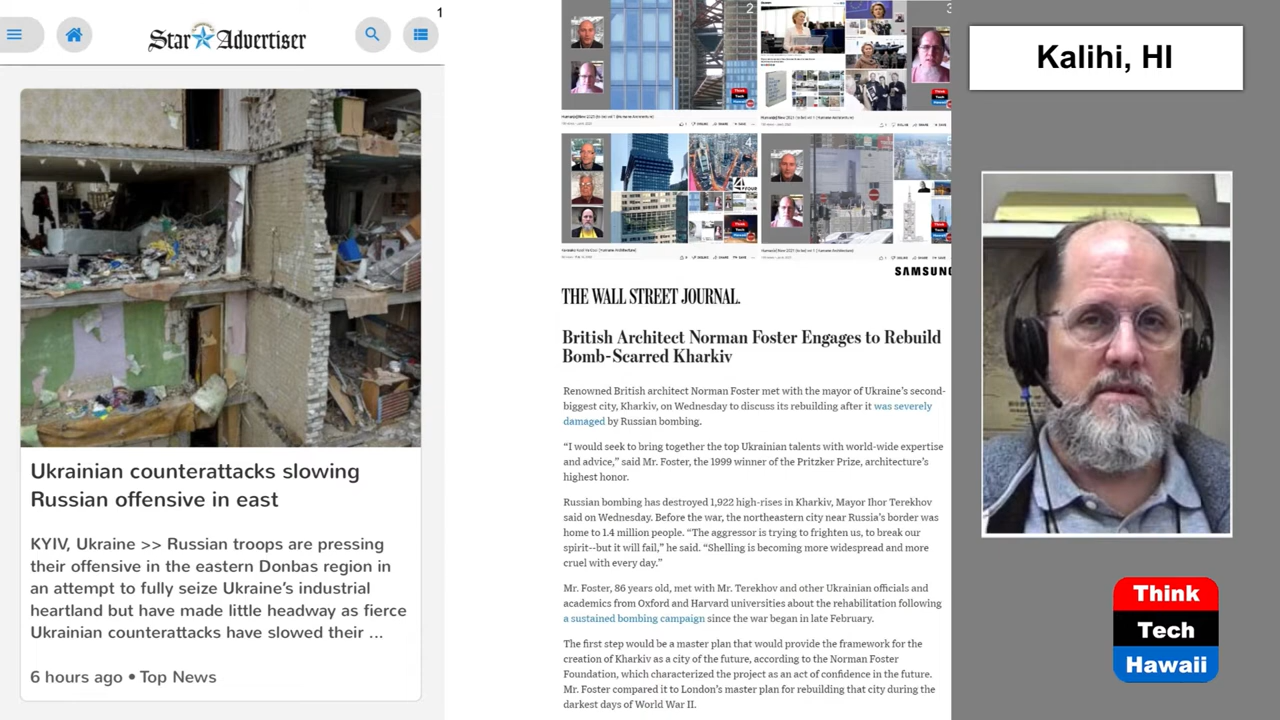 1
Star Advertiser
Ukrainian counterattacks slowing
Russian offensive in east
KYIV, Ukraine >> Russian troops are pressing
their offensive in the eastern Donbas region in
an attempt to fully seize Ukraine's industrial
heartland but have made little headway as fierce
Ukrainian counterattacks have slowed their ...
6 hours ago • Top News
2
3
4
SAMSUNG
THE WALL STREET JOURNAL.
British Architect Norman Foster Engages to Rebuild
Bomb-Scarred Kharkiv
Renowned British architect Norman Foster met with the mayor of Ukraine's second-
biggest city, Kharkiv, on Wednesday to discuss its rebuilding after it was severely
damaged by Russian bombing.
“I would seek to bring together the top Ukrainian talents with world-wide expertise
and advice,” said Mr. Foster, the 1999 winner of the Pritzker Prize, architecture's
highest honor.
Russian bombing has destroyed 1,922 high-rises in Kharkiv, Mayor Ihor Terekhov
said on Wednesday. Before the war, the northeastern city near Russia's border was
home to 1.4 million people. “The aggressor is trying to frighten us, to break our
spirit--but it will fail,” he said. “Shelling is becoming more widespread and more
cruel with every day.”
Mr. Foster, 86 years old, met with Mr. Terekhov and other Ukrainian officials and
academics from Oxford and Harvard universities about the rehabilitation following
a sustained bombing campaign since the war began in late February.
The first step would be a master plan that would provide the framework for the
creation of Kharkiv as a city of the future, according to the Norman Foster
Foundation, which characterized the project as an act of confidence in the future.
Mr. Foster compared it to London's master plan for rebuilding that city during the
darkest days of World War II.
Kalihi, HI
Think
Tech
Hawaii